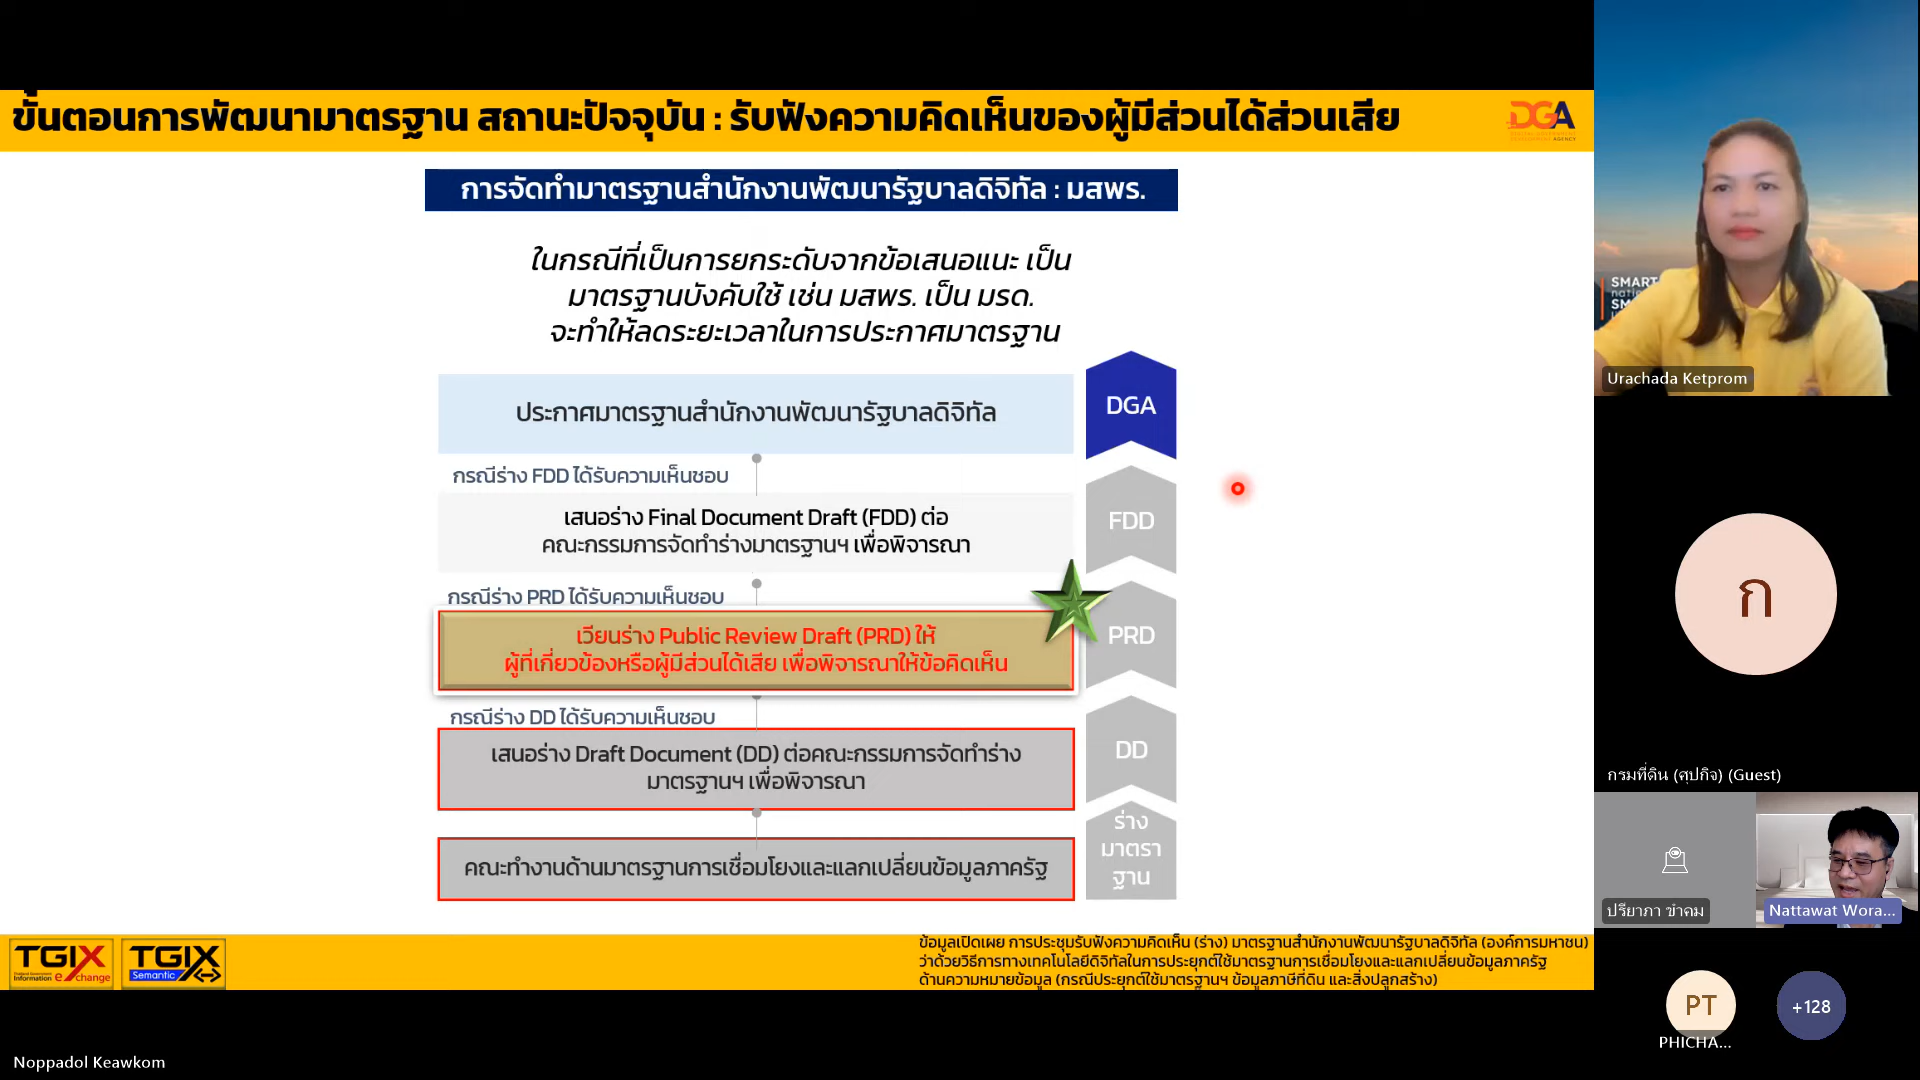 ขั้นตอนการพัฒนามาตรฐาน สถานะปัจจุบัน : รับฟังความคิดเห็นของผู้มีส่วนได้ส่วนเสีย
DGA
AGENCY
การจัดทำมาตรฐานสำนักงานพัฒนารัฐบาลดิจิทัล : มสพร.
ในกรณีที่เป็นการยกระดับจากข้อเสนอแนะ เป็น
มาตรฐานบังคับใช้ เช่น มสพร. เป็น มรด.
จะทำให้ลดระยะเวลาในการประกาศมาตรฐาน
ประกาศมาตรฐานสำนักงานพัฒนารัฐบาลดิจิทัล
DGA
กรณีร่าง FDD ได้รับความเห็นชอบ
เสนอร่าง Final Document Draft (FDD) ต่อ
คณะกรรมการจัดทำร่างมาตรฐานฯ เพื่อพิจารณา
FDD
กรณีร่าง PRD ได้รับความเห็นชอบ
เวียนร่าง Public Review Draft (PRD) ให้
ผู้ที่เกี่ยวข้องหรือผู้มีส่วนได้เสีย เพื่อพิจารณาให้ข้อคิดเห็น
PRD
กรณีร่าง DD ได้รับความเห็นชอบ
เสนอร่าง Draft Document (DD) ต่อคณะกรรมการจัดทำร่าง
มาตรฐานฯ เพื่อพิจารณา
DD
คณะทำงานด้านมาตรฐานการเชื่อมโยงและแลกเปลี่ยนข้อมูลภาครัฐ
ร่าง
มาตรา
ฐาน
TGIX
Information eXchange
TGIX
Semantic
ข้อมูลเปิดเผย การประชุมรับฟังความคิดเห็น (ร่าง) มาตรฐานสำนักงานพัฒนารัฐบาลดิจิทัล (องค์การมหาชน)
ว่าด้วยวิธีการทางเทคโนโลยีดิจิทัลในการประยุกต์ใช้มาตรฐานการเชื่อมโยงและแลกเปลี่ยนข้อมูลภาครัฐ
ด้านความหมายข้อมูล (กรณีประยุกต์ใช้มาตรฐานฯ ข้อมูลภาษีที่ดิน และสิ่งปลูกสร้าง)
Noppadol Keawkom
SMART
SM
Urachada Ketprom
ก
กรมที่ดิน (ศุปกิจ) (Guest)
ปรียาภา ขำคม
Nattawat Wora...
PT
PHICHA...
+128